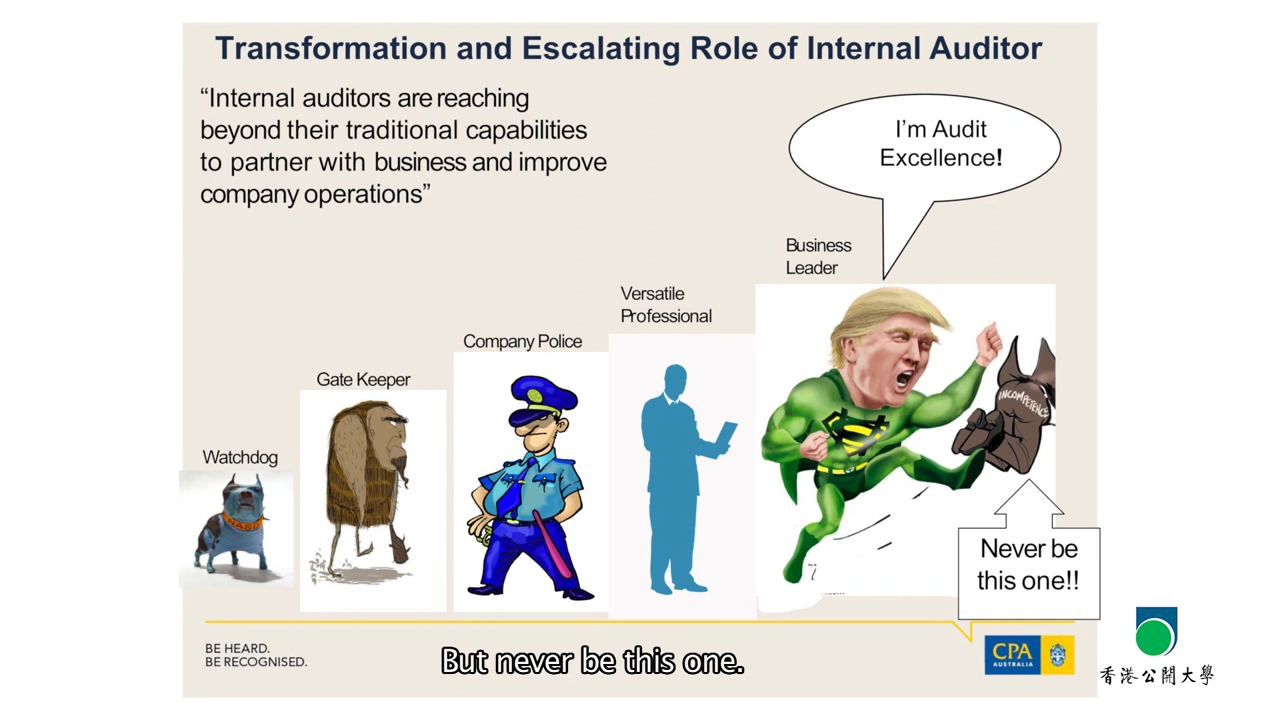 Transformation and Escalating Role of Internal Auditor
“Internal auditors are reaching
beyond their traditional capabilities
to partner with business and improve
company operations”
I’m Audit
Excellence!
Business
Leader
Versatile
Professional
Company Police
Gate Keeper
Watchdog
INCOMPETENCE
Never be
this one!!
BE HEARD.
BE RECOGNISED.
But never be this one.
CPA
AUSTRALIA
香港公開大學